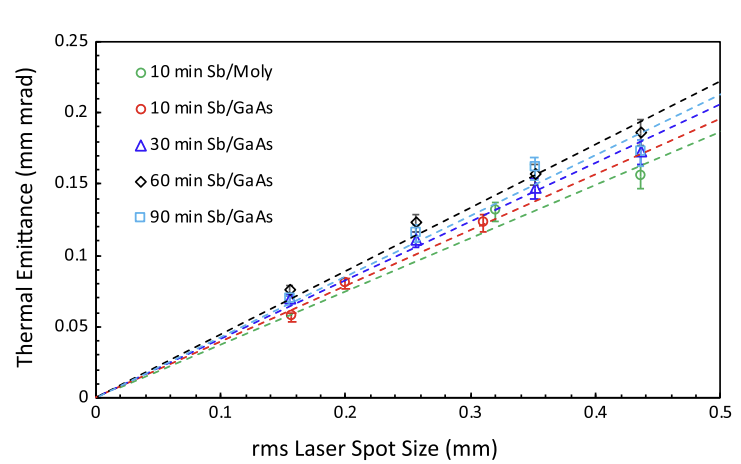 0.25
0.2
0.15
0.1
0.05
0
Thermal Emittance (mm mrad)
10 min Sb/Moly
10 min Sb/GaAs
30 min Sb/GaAs
60 min Sb/GaAs
90 min Sb/GaAs
0 0.1 0.2 0.3 0.4 0.5
rms Laser Spot Size (mm)